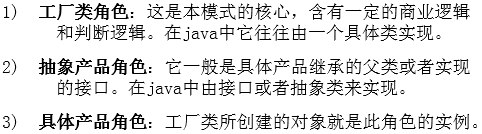 1) 工厂类角色：这是本模式的核心，含有一定的商业逻辑
和判断逻辑。在java中它往往由一个具体类实现。
2) 抽象产品角色：它一般是具体产品继承的父类或者实现
的接口。在java中由接口或者抽象类来实现。
3) 具体产品角色：工厂类所创建的对象就是此角色的实例。